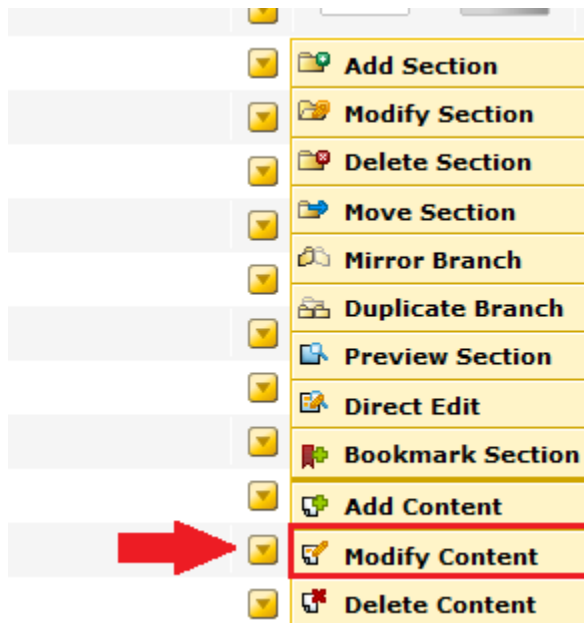 Add Section
Modify Section
Delete Section
Move Section
Mirror Branch
Duplicate Branch
Preview Section
Direct Edit
Bookmark Section
Add Content
Modify Content
Delete Content